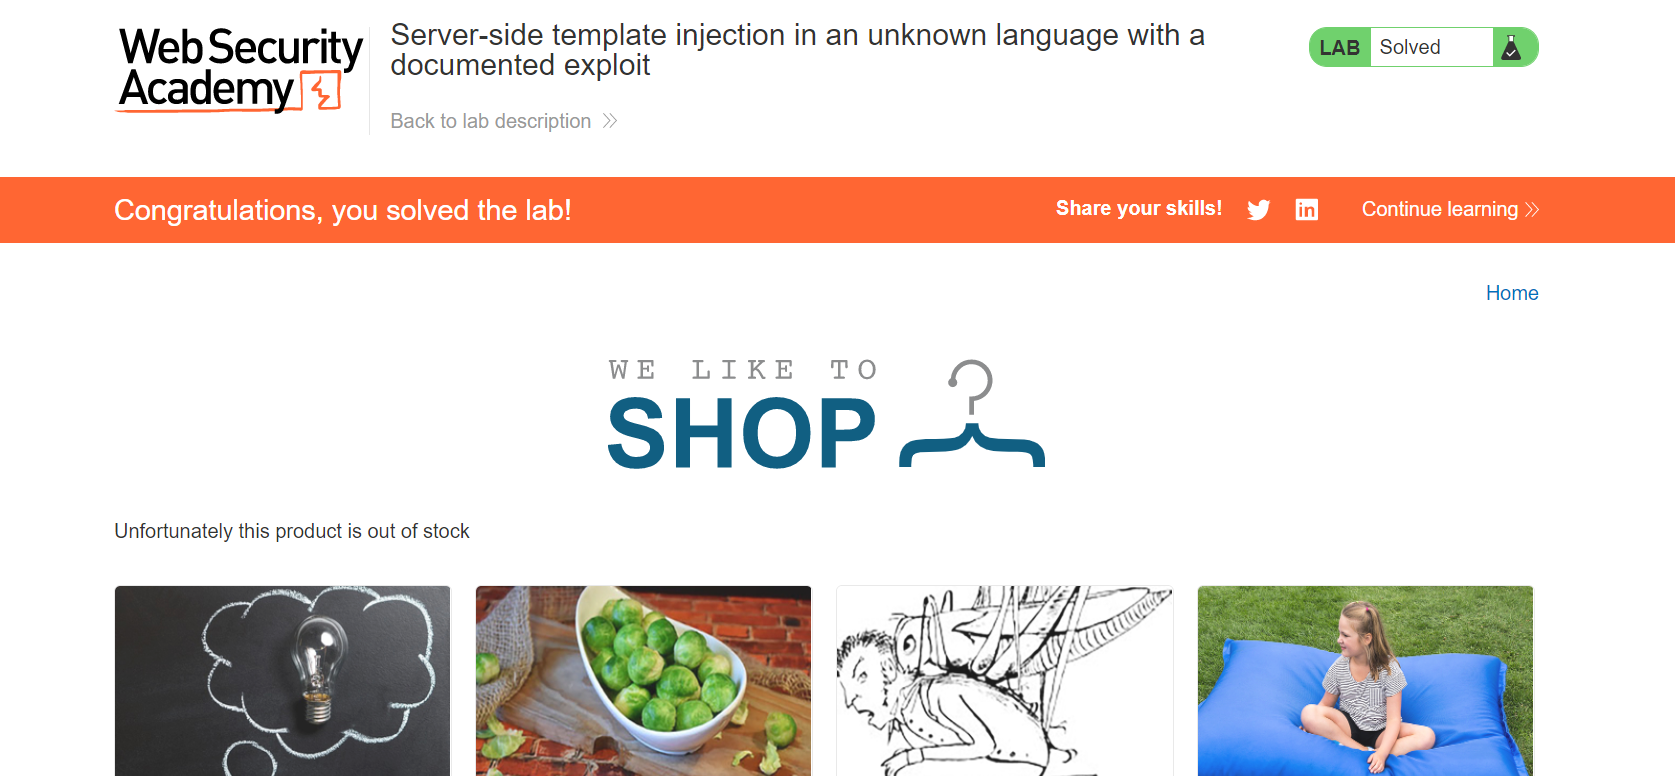 Web Security
Academy
Server-side template injection in an unknown language with a
documented exploit
Back to lab description
LAB Solved
Congratulations, you solved the lab!
Share your skills!
Continue learning
Home
WE LIKE TO
SHOP
Unfortunately this product is out of stock